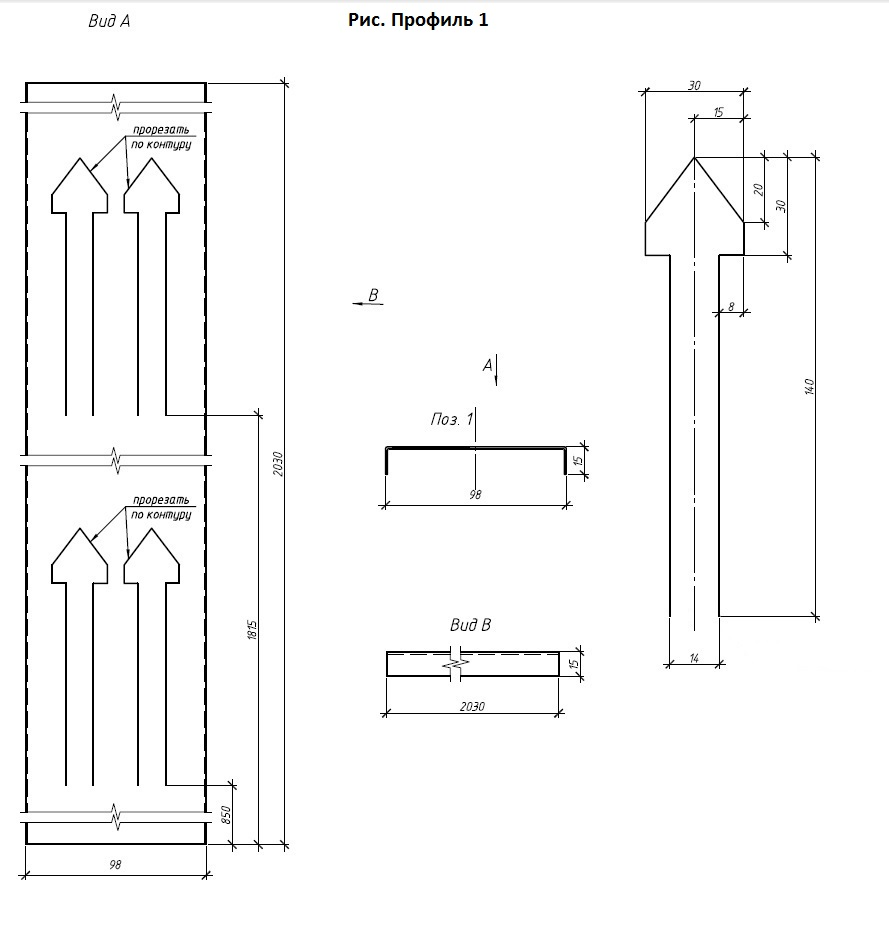 Вид А
Рис. Профиль 1
прорезать
по контуру
2030
прорезать
по контуру
1815
850
98
В
А
Поз. 1
15
98
Вид В
15
2030
30
15
20
30
8
140
14